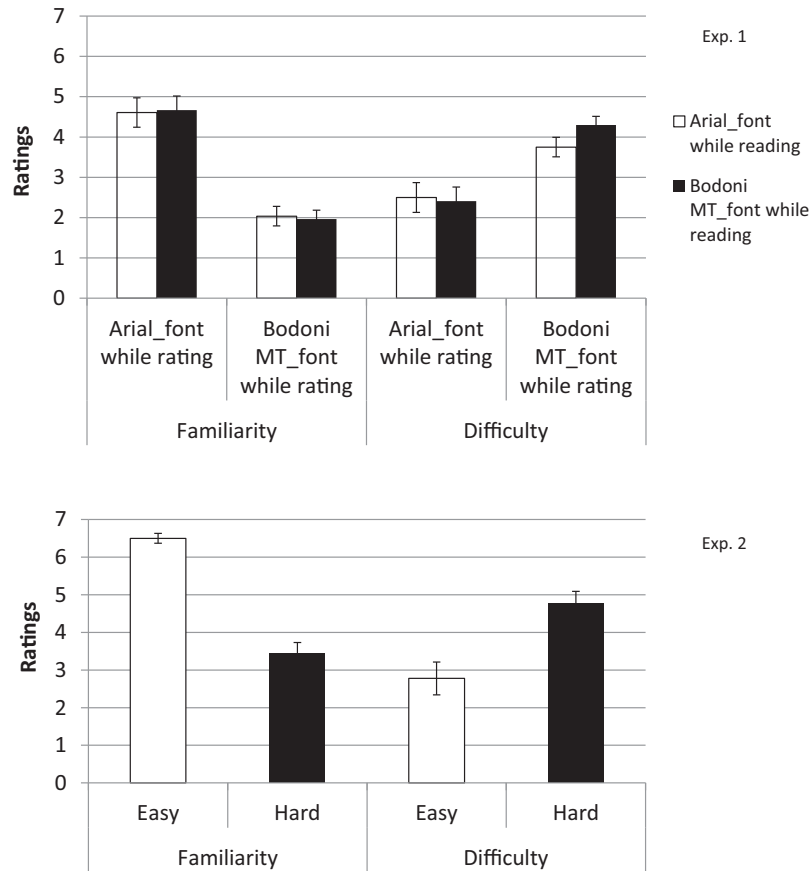 Exp. 1
7
6
5
4
3
2
1
0
Ratings
Arial_font
while reading
Bodoni
MT_font while
reading
Arial_font
while rating
Bodoni
MT_font
while rating
Arial_font
while rating
Bodoni
MT_font
while rating
Familiarity
Difficulty
Exp. 2
7
6
5
4
3
2
1
0
Ratings
Easy
Hard
Easy
Hard
Familiarity
Difficulty